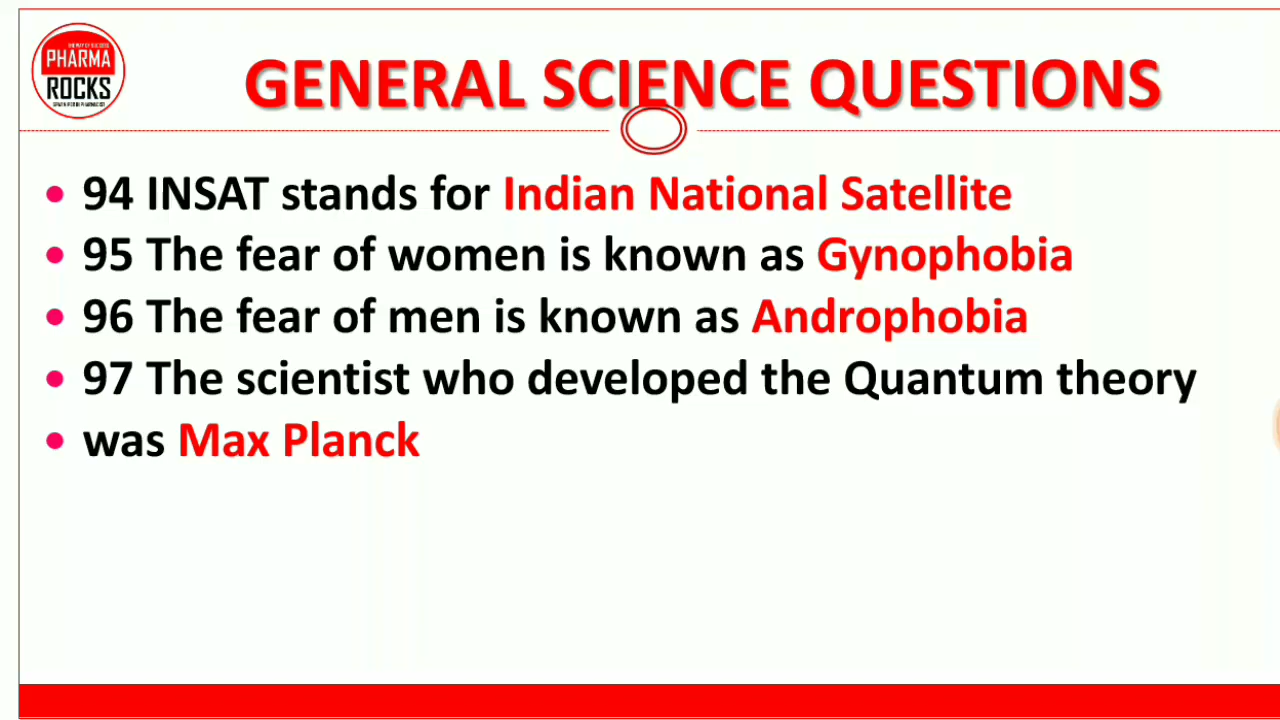 PHARMA
ROCKS
GENERAL SCIENCE QUESTIONS
• 94 INSAT stands for Indian National Satellite
• 95 The fear of women is known as Gynophobia
• 96 The fear of men is known as Androphobia
• 97 The scientist who developed the Quantum theory
• was Max Planck